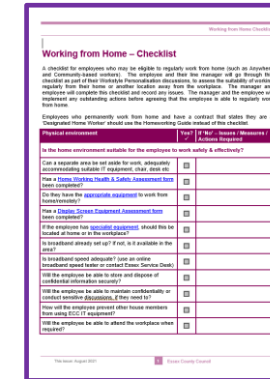 Working from Home Checklist
Working from Home – Checklist
A checklist for employees who may be eligible to regularly work from home (such as Anywhere
and Community-based workers). The employee and their line manager will go through this
checklist as part of their Workstyle Personalisation discussions, to assess the suitability of working
regularly from their home or another location away from the workplace. The manager and
employee will complete this checklist and record any issues. The manager and the employee will
implement any outstanding actions before agreeing that the employee is able to regularly work
from home.
Employees who permanently work from home and have a contract that states they are a
'Designated Home Worker' should use the Homeworking Guide instead of this checklist.
Physical environment
Yes? ✓
If 'No' – Issues / Measures /
Actions Required
Is the home environment suitable for the employee to work safely & effectively?
Can a separate area be set aside for work, adequately
accommodating suitable IT equipment, chair, desk etc
Has a Home Working Health & Safety Assessment form
been completed?
Do they have the appropriate equipment to work from
home/remotely?
Has a Display Screen Equipment Assessment form
been completed?
If the employee has specialist equipment, should this be
located at home or in the workplace?
Is broadband already set up? If not, is it available in the
area?
Is broadband speed adequate? (use an online
broadband speed tester or contact Essex Service Desk)
Will the employee be able to store and dispose of
confidential information securely?
Will the employee be able to maintain confidentiality or
conduct sensitive discussions, if they need to?
How will the employee prevent other house members
from using ECC IT equipment?
Will the employee be able to attend the workplace when
required?
August 2021
Essex County Council